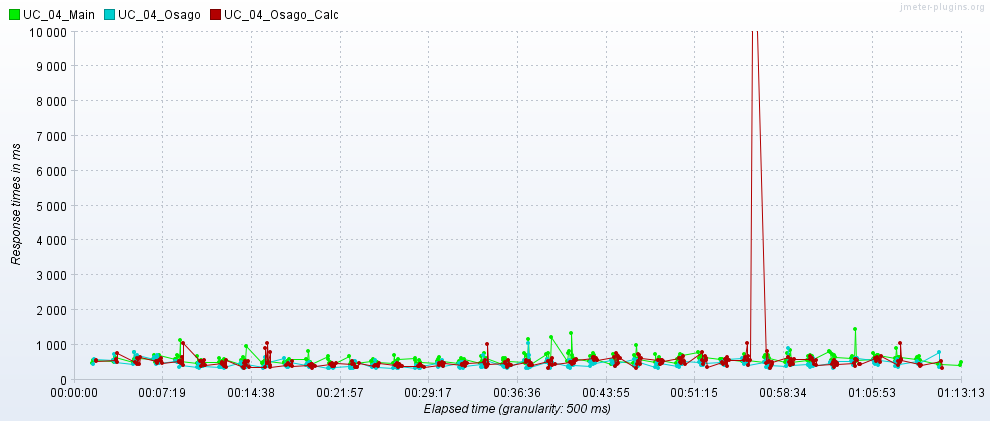 UC_04_Main UC_04_Osago UC_04_Osago_Calc
jmeter-plugins.org
10 000
9 000
8 000
7 000
6 000
5 000
4 000
3 000
2 000
1 000
0
Response times in ms
00:00:00 00:07:19 00:14:38 00:21:57 00:29:17 00:36:36 00:43:55 00:51:15 00:58:34 01:05:53 01:13:13
Elapsed time (granularity: 500 ms)